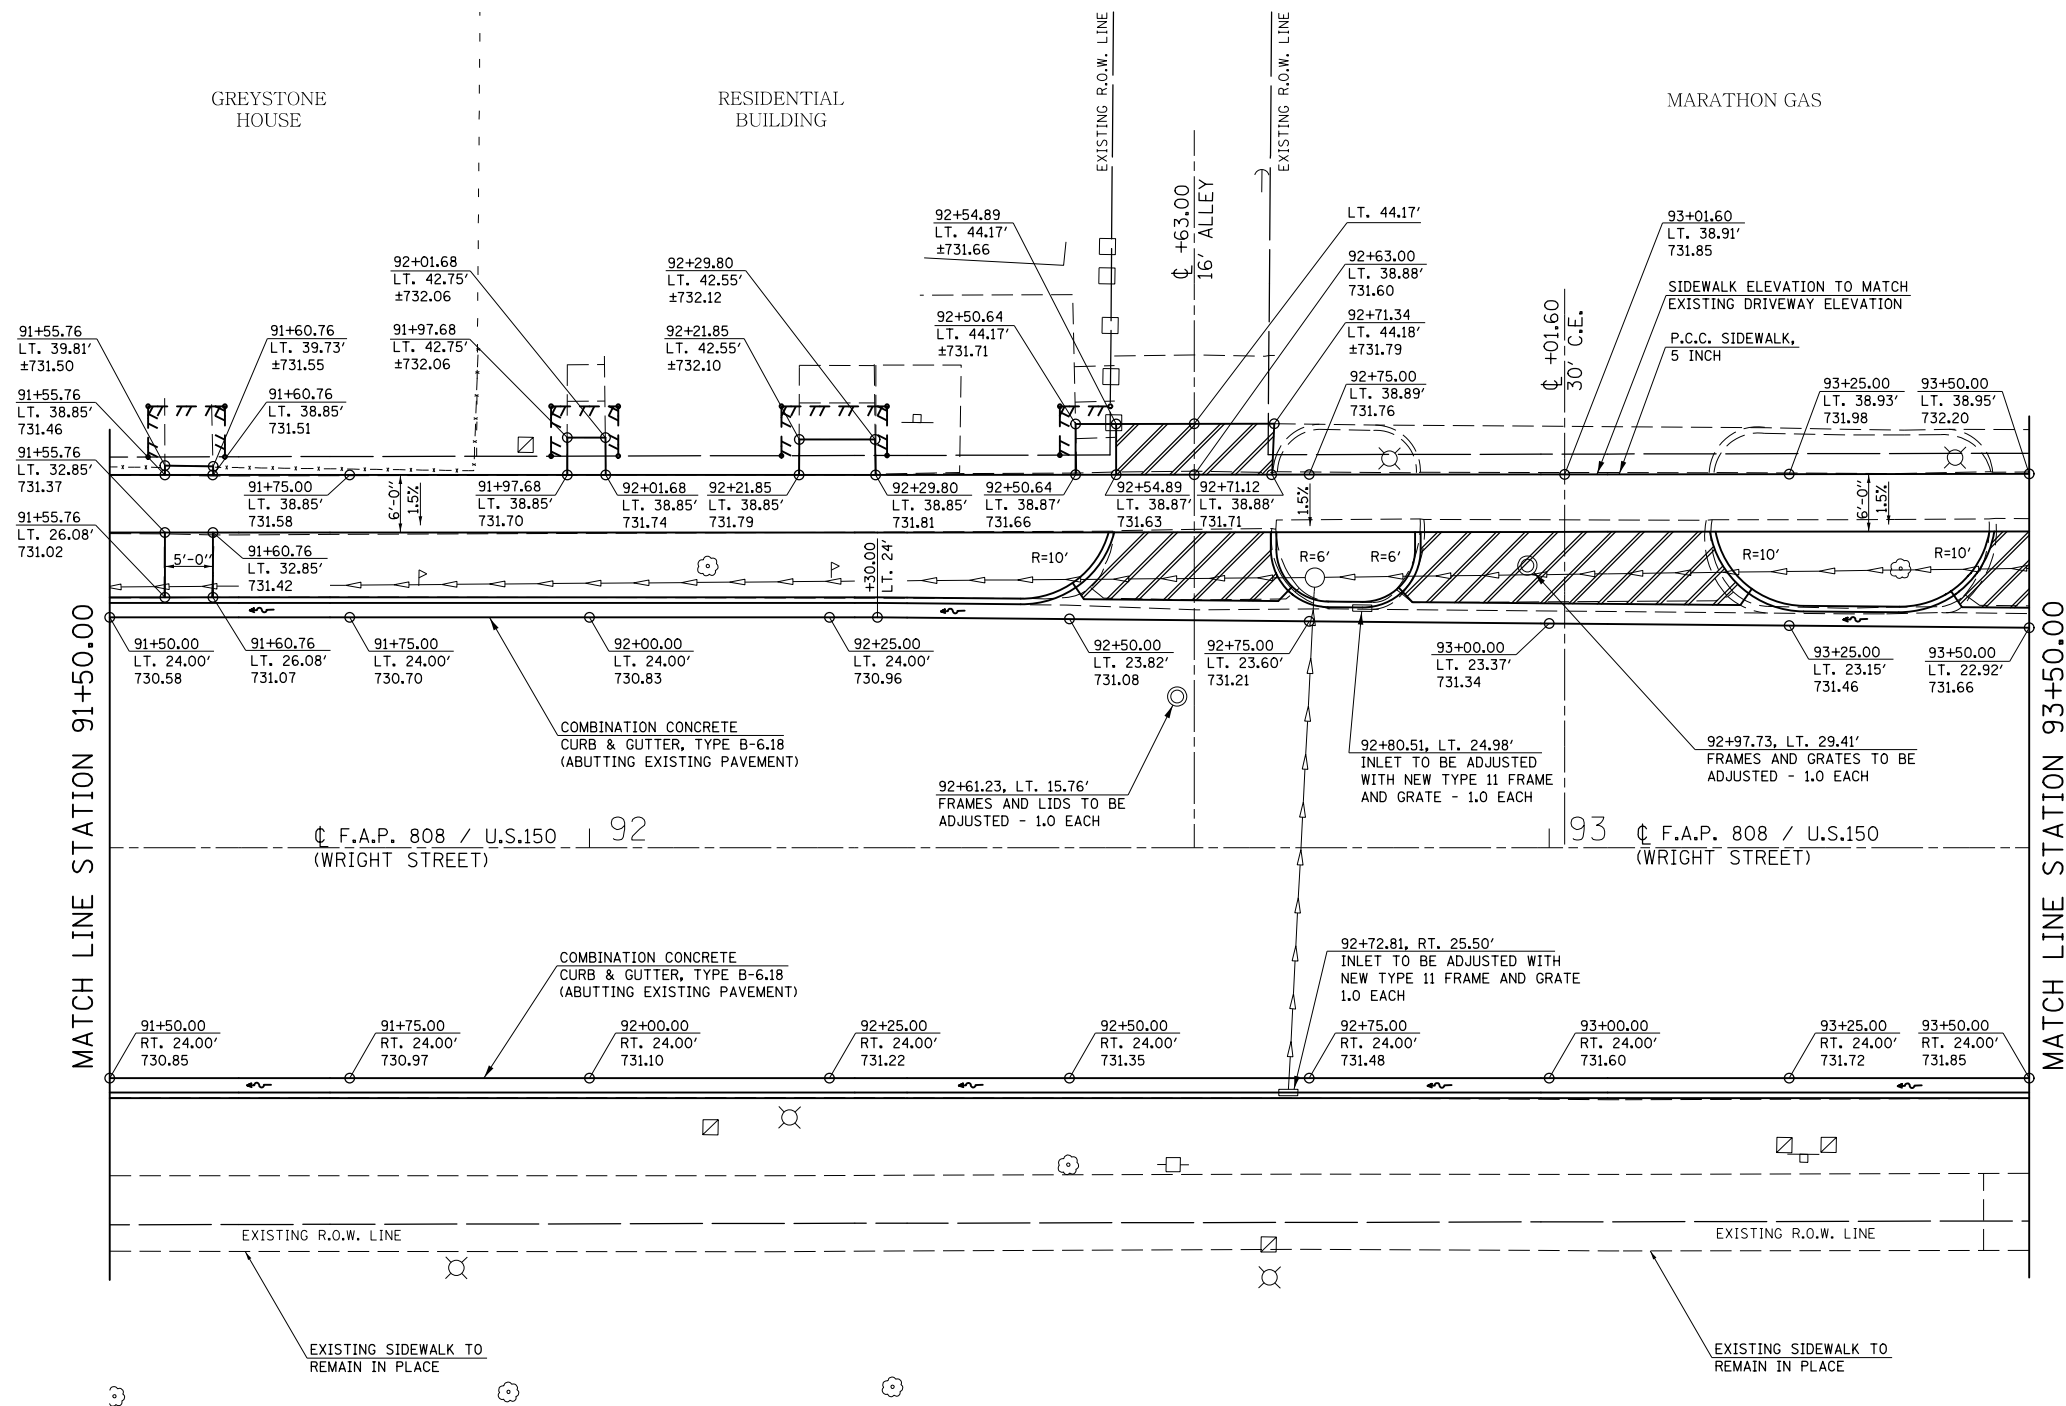 GREYSTONE
HOUSE
RESIDENTIAL
BUILDING
MARATHON GAS
EXISTING R.O.W. LINE
EXISTING R.O.W. LINE
℄ +63.00
16' ALLEY
℄ +01.60
30' C.E.
92+54.89
LT. 44.17'
±731.66
LT. 44.17'
93+01.60
LT. 38.91'
731.85
92+01.68
LT. 42.75'
±732.06
92+29.80
LT. 42.55'
±732.12
92+63.00
LT. 38.88'
731.60
SIDEWALK ELEVATION TO MATCH
EXISTING DRIVEWAY ELEVATION
91+55.76
LT. 39.81'
±731.50
91+60.76
LT. 39.73'
±731.55
91+97.68
LT. 42.75'
±732.06
92+21.85
LT. 42.55'
±732.10
92+50.64
LT. 44.17'
±731.71
92+71.34
LT. 44.18'
±731.79
P.C.C. SIDEWALK,
5 INCH
91+55.76
LT. 38.85'
731.46
91+60.76
LT. 38.85'
731.51
92+75.00
LT. 38.89'
731.76
93+25.00
LT. 38.93'
731.98
93+50.00
LT. 38.95'
732.20
91+55.76
LT. 32.85'
731.37
91+75.00
LT. 38.85'
731.58
6'-0"
1.5%
91+97.68
LT. 38.85'
731.70
92+01.68
LT. 38.85'
731.74
92+21.85
LT. 38.85'
731.79
92+29.80
LT. 38.85'
731.81
92+50.64
LT. 38.87'
731.66
92+54.89
LT. 38.87'
731.63
92+71.12
LT. 38.88'
731.71
1.5%
6'-0"
1.5%
91+55.76
LT. 26.08'
731.02
5'-0"
91+60.76
LT. 32.85'
731.42
+30.00
LT. 24'
R=10'
R=6'
R=6'
R=10'
R=10'
91+50.00
LT. 24.00'
730.58
91+60.76
LT. 26.08'
731.07
91+75.00
LT. 24.00'
730.70
92+00.00
LT. 24.00'
730.83
92+25.00
LT. 24.00'
730.96
92+50.00
LT. 23.82'
731.08
92+75.00
LT. 23.60'
731.21
93+00.00
LT. 23.37'
731.34
93+25.00
LT. 23.15'
731.46
93+50.00
LT. 22.92'
731.66
MATCH LINE STATION 91+50.00
MATCH LINE STATION 93+50.00
COMBINATION CONCRETE
CURB & GUTTER, TYPE B-6.18
(ABUTTING EXISTING PAVEMENT)
92+61.23, LT. 15.76'
FRAMES AND LIDS TO BE
ADJUSTED - 1.0 EACH
92+80.51, LT. 24.98'
INLET TO BE ADJUSTED
WITH NEW TYPE 11 FRAME
AND GRATE - 1.0 EACH
92+97.73, LT. 29.41'
FRAMES AND GRATES TO BE
ADJUSTED - 1.0 EACH
℄ F.A.P. 808 / U.S.150
(WRIGHT STREET)
92
93
℄ F.A.P. 808 / U.S.150
(WRIGHT STREET)
COMBINATION CONCRETE
CURB & GUTTER, TYPE B-6.18
(ABUTTING EXISTING PAVEMENT)
92+72.81, RT. 25.50'
INLET TO BE ADJUSTED WITH
NEW TYPE 11 FRAME AND GRATE
1.0 EACH
91+50.00
RT. 24.00'
730.85
91+75.00
RT. 24.00'
730.97
92+00.00
RT. 24.00'
731.10
92+25.00
RT. 24.00'
731.22
92+50.00
RT. 24.00'
731.35
92+75.00
RT. 24.00'
731.48
93+00.00
RT. 24.00'
731.60
93+25.00
RT. 24.00'
731.72
93+50.00
RT. 24.00'
731.85
EXISTING R.O.W. LINE
EXISTING R.O.W. LINE
EXISTING SIDEWALK TO
REMAIN IN PLACE
EXISTING SIDEWALK TO
REMAIN IN PLACE